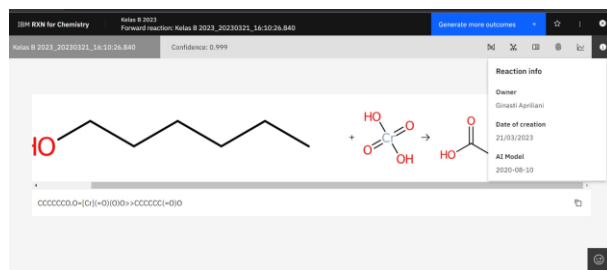 IBM RXN for Chemistry
Kelas B 2023
Forward reaction: Kelas B 2023_20230321_16:10:26.840
Generate more outcomes
Kelas B 2023_20230321_16:10:26.840
Confidence: 0.999
Reaction info
Owner
Ginasti Apriliani
Date of creation
21/03/2023
AI Model
2020-08-10
HO
+
HO
O
Cr
O
OH
→
O
HO
CCCCCCO.O=[Cr](=O)(O)O>>CCCCCC(=O)O